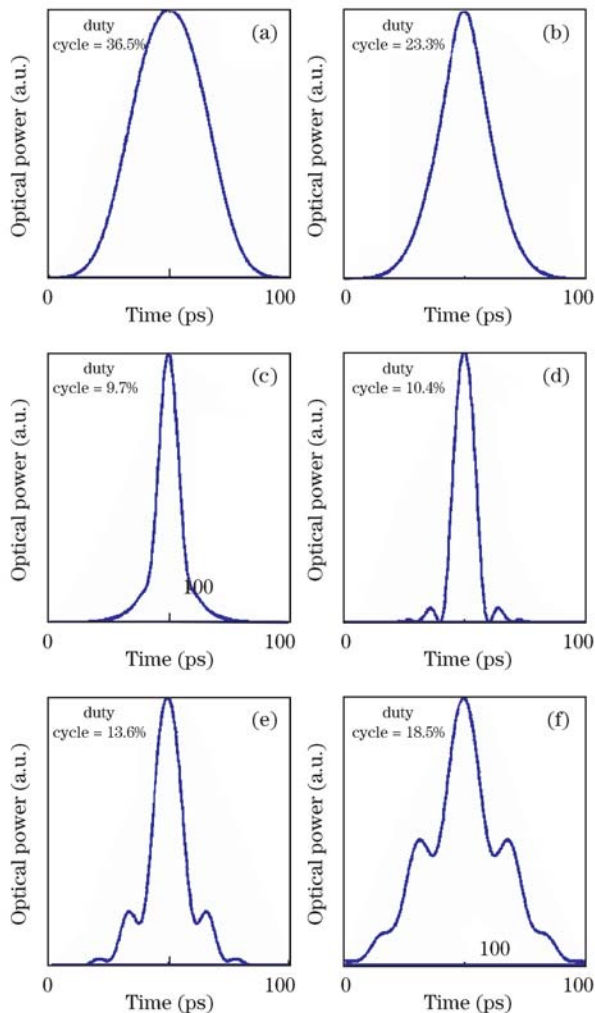 duty
cycle = 36.5%
(a)
Optical power (a.u.)
0
100
Time (ps)
duty
cycle = 23.3%
(b)
Optical power (a.u.)
0
100
Time (ps)
duty
cycle = 9.7%
(c)
Optical power (a.u.)
100
0
100
Time (ps)
duty
cycle = 10.4%
(d)
Optical power (a.u.)
0
100
Time (ps)
duty
cycle = 13.6%
(e)
Optical power (a.u.)
0
100
Time (ps)
duty
cycle = 18.5%
(f)
Optical power (a.u.)
100
0
100
Time (ps)